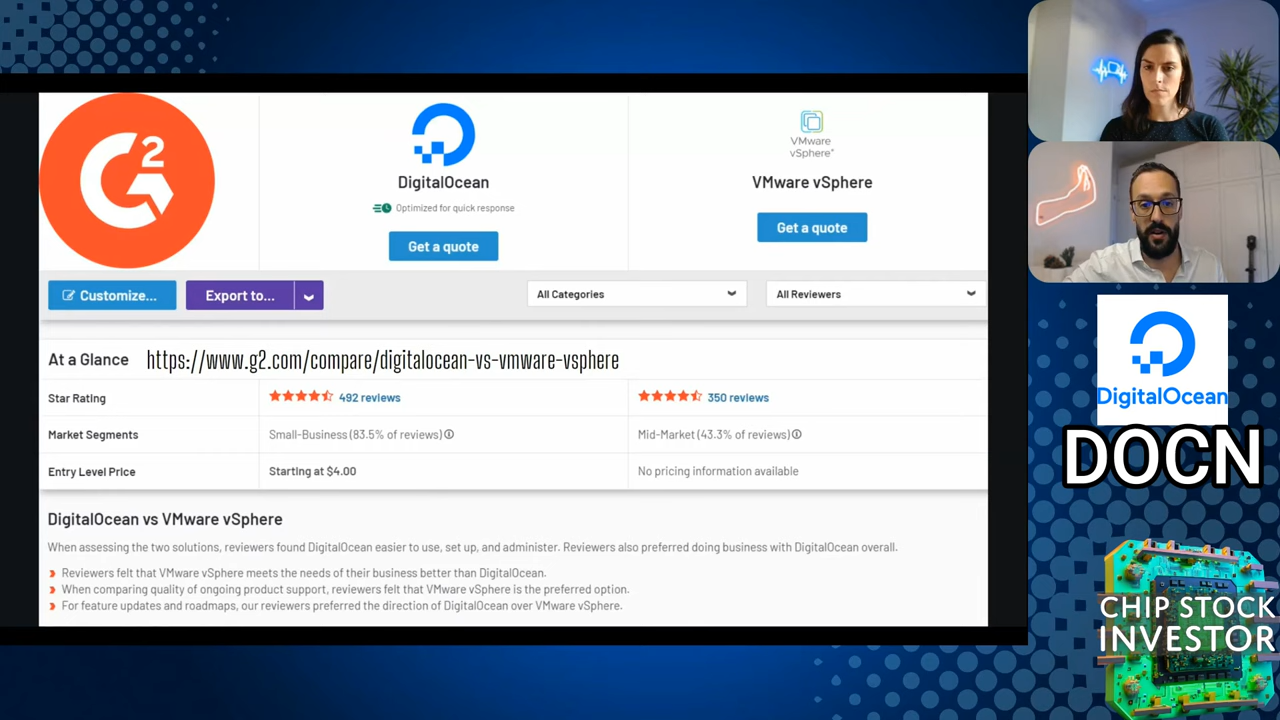 G2
DigitalOcean
Optimized for quick response
Get a quote
VMware
vSphere®
VMware vSphere
Get a quote
Customize...
Export to...
All Categories
All Reviewers
At a Glance
https://www.g2.com/compare/digitalocean-vs-vmware-vsphere
Star Rating
492 reviews
350 reviews
Market Segments
Small-Business (83.5% of reviews)
Mid-Market (43.3% of reviews)
Entry Level Price
Starting at $4.00
No pricing information available
DigitalOcean vs VMware vSphere
When assessing the two solutions, reviewers found DigitalOcean easier to use, set up, and administer. Reviewers also preferred doing business with DigitalOcean overall.
Reviewers felt that VMware vSphere meets the needs of their business better than DigitalOcean.
When comparing quality of ongoing product support, reviewers felt that VMware vSphere is the preferred option.
For feature updates and roadmaps, our reviewers preferred the direction of DigitalOcean over VMware vSphere.
DigitalOcean
DOCN
CHIP STOCK
INVESTOR